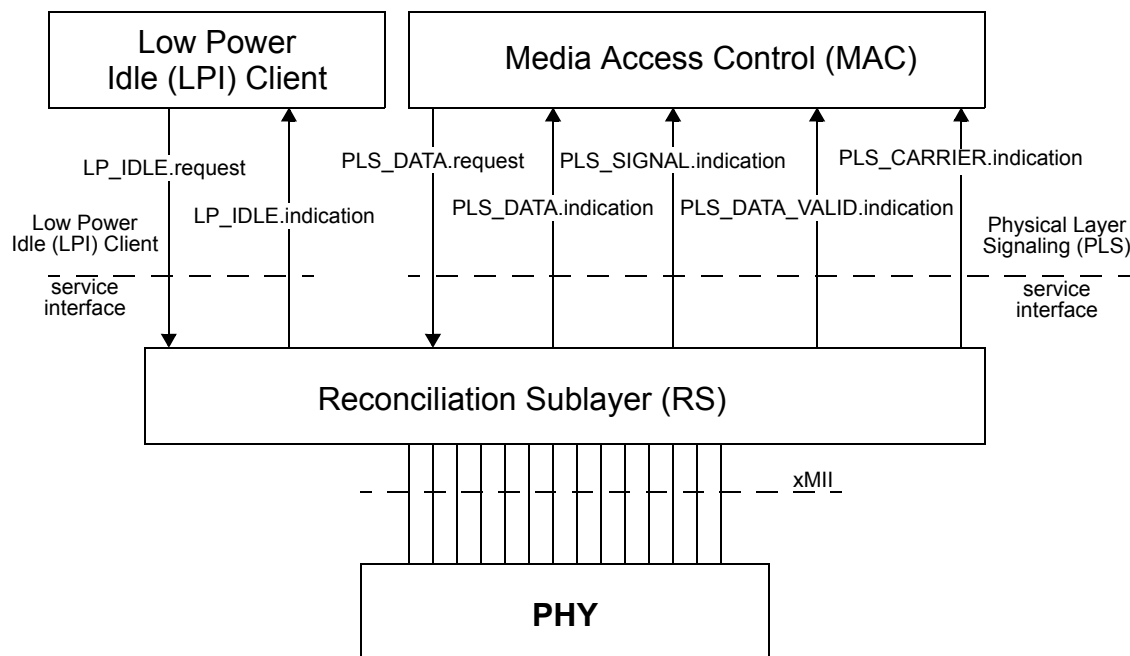 Low Power
Idle (LPI) Client
Media Access Control (MAC)
LP_IDLE.request
PLS_DATA.request
PLS_SIGNAL.indication
PLS_CARRIER.indication
LP_IDLE.indication
PLS_DATA.indication
PLS_DATA_VALID.indication
Low Power
Idle (LPI) Client
Physical Layer
Signaling (PLS)
service
interface
service
interface
Reconciliation Sublayer (RS)
xMII
PHY